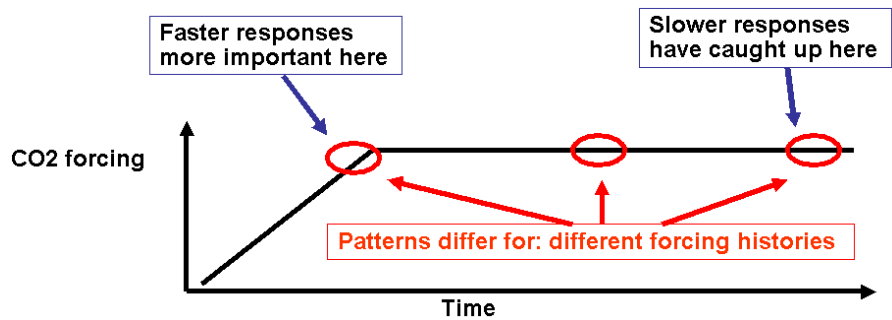 Faster responses
more important here
Slower responses
have caught up here
CO2 forcing
Patterns differ for: different forcing histories
Time